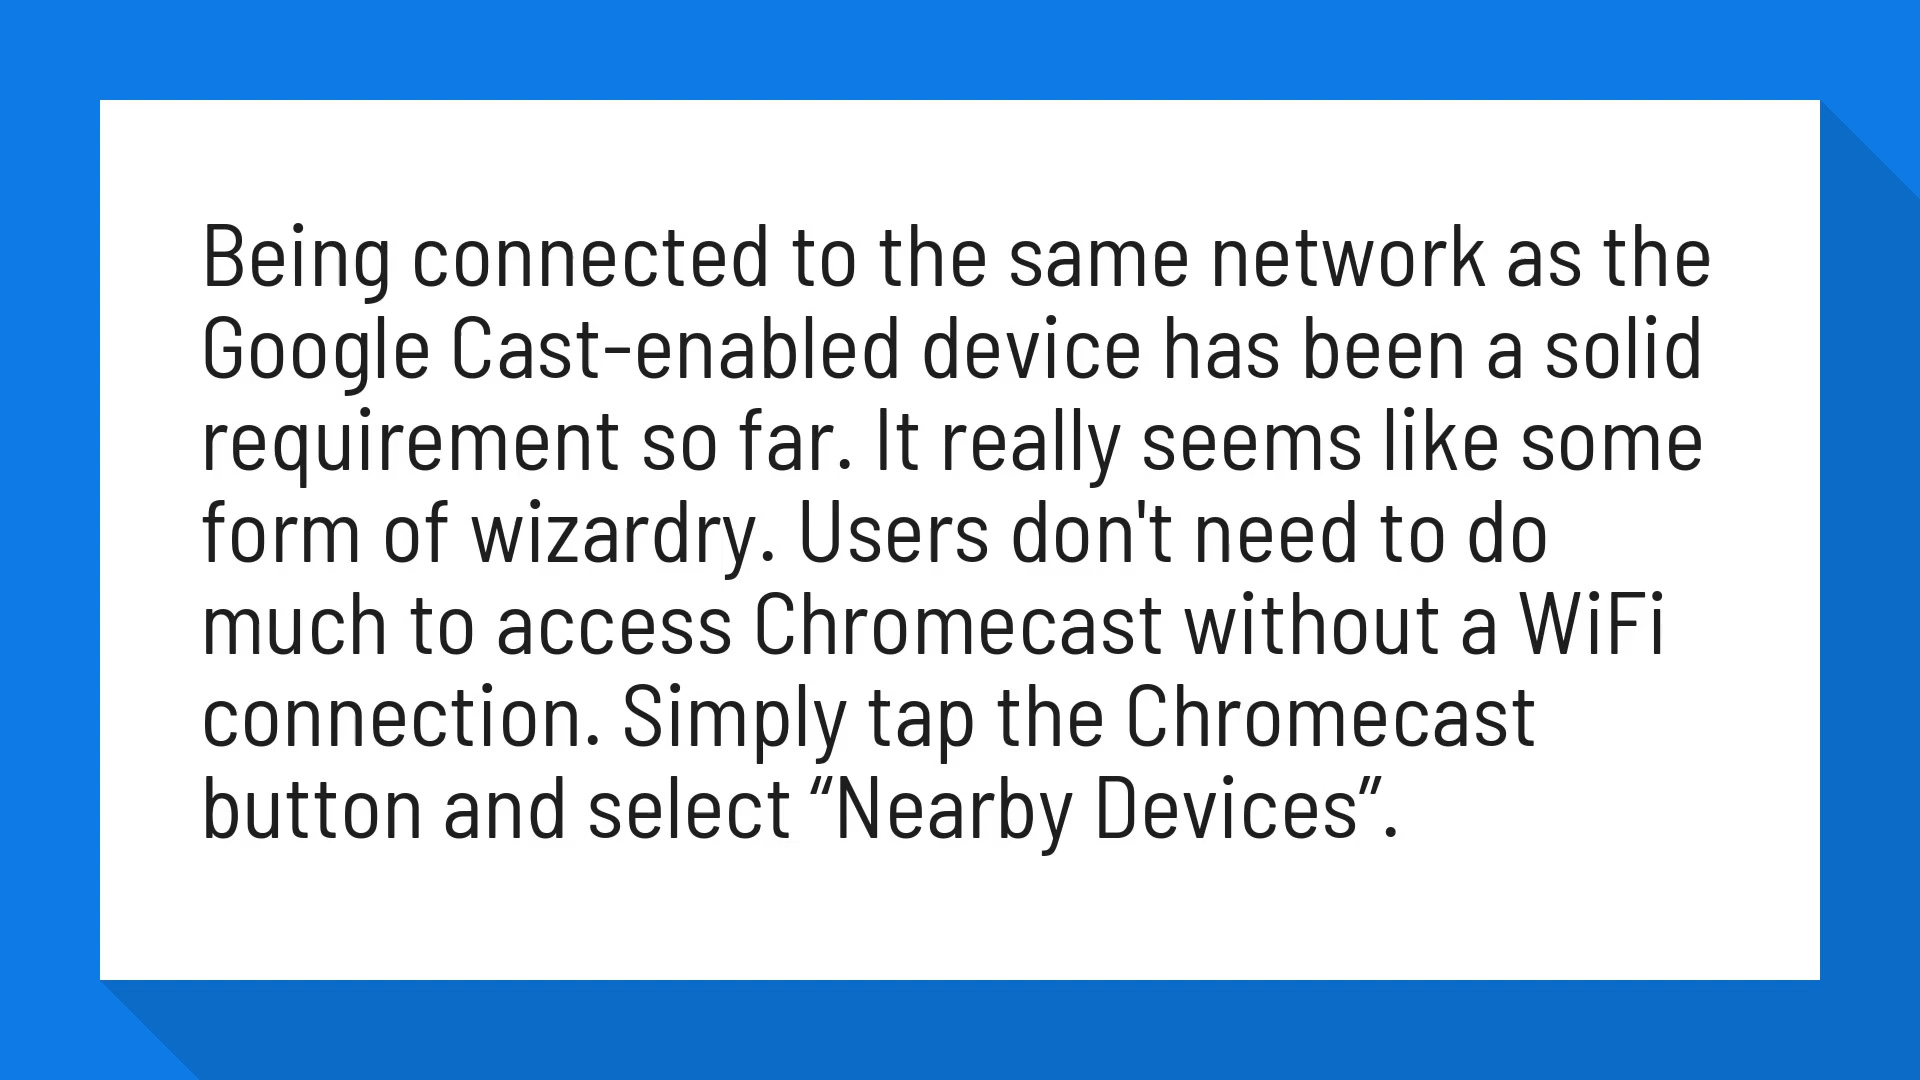 Being connected to the same network as the
Google Cast-enabled device has been a solid
requirement so far. It really seems like some
form of wizardry. Users don't need to do
much to access Chromecast without a WiFi
connection. Simply tap the Chromecast
button and select “Nearby Devices”.